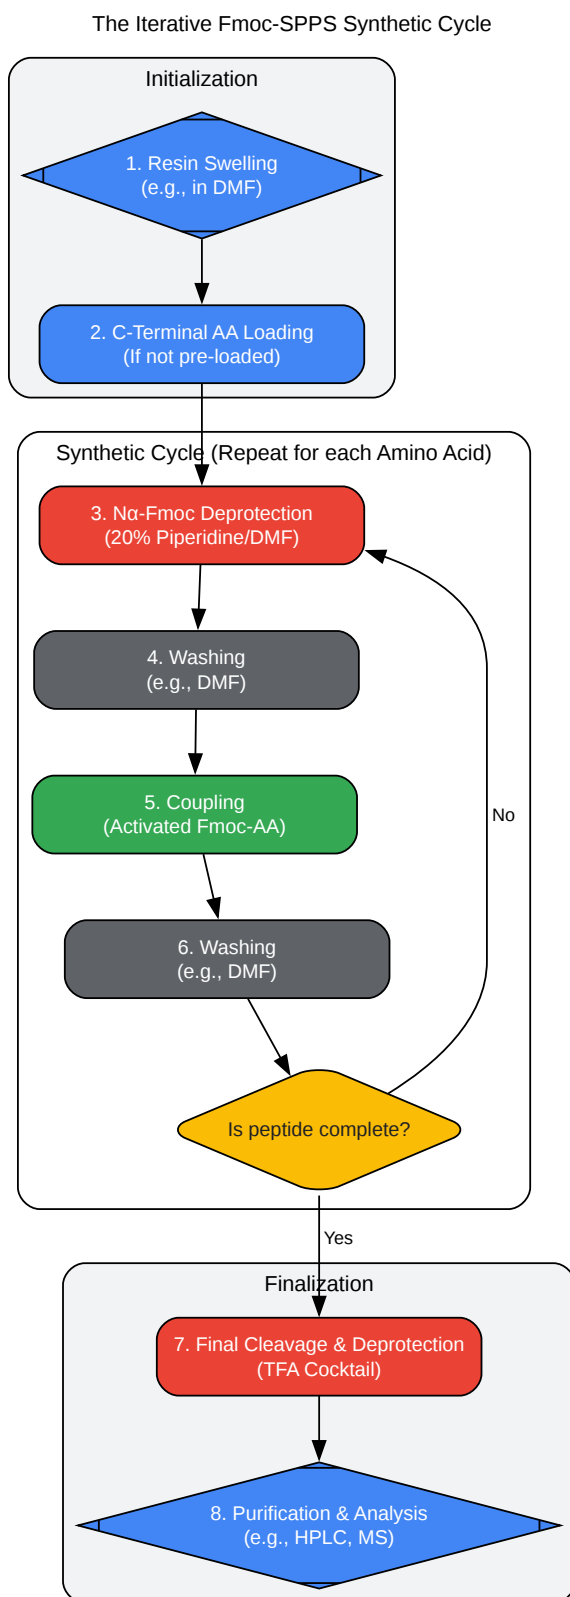 The Iterative Fmoc-SPPS Synthetic Cycle
Initialization
1. Resin Swelling
(e.g., in DMF)
2. C-Terminal AA Loading
(If not pre-loaded)
Synthetic Cycle (Repeat for each Amino Acid)
3. Nα-Fmoc Deprotection
(20% Piperidine/DMF)
4. Washing
(e.g., DMF)
5. Coupling
(Activated Fmoc-AA)
No
6. Washing
(e.g., DMF)
Is peptide complete?
Yes
Finalization
7. Final Cleavage & Deprotection
(TFA Cocktail)
8. Purification & Analysis
(e.g., HPLC, MS)